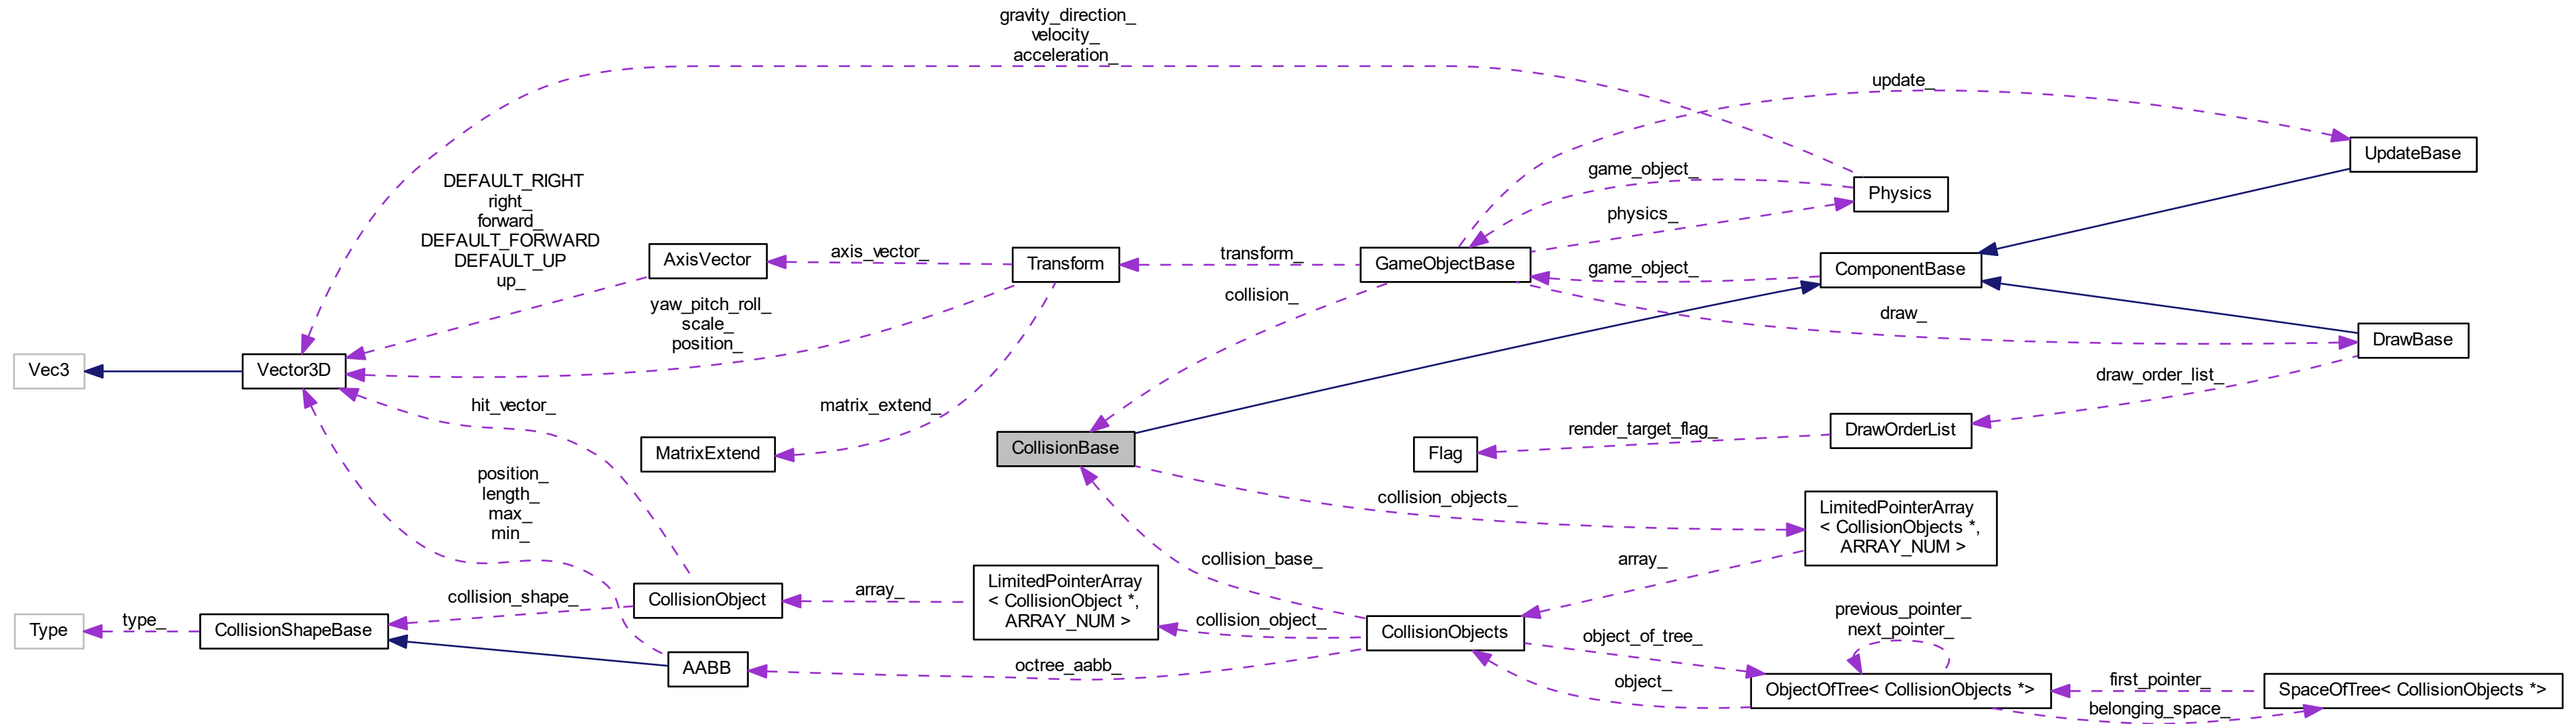 gravity_direction_
velocity_
acceleration_
update_
UpdateBase
game_object_
Physics
physics_
DEFAULT_RIGHT
right_
forward_
DEFAULT_FORWARD
DEFAULT_UP
up_
AxisVector
axis_vector_
Transform
transform_
GameObjectBase
game_object_
ComponentBase
collision_
yaw_pitch_roll_
scale_
position_
draw_
DrawBase
Vec3
Vector3D
draw_order_list_
hit_vector_
matrix_extend_
MatrixExtend
CollisionBase
Flag
render_target_flag_
DrawOrderList
position_
length_
max_
min_
collision_objects_
LimitedPointerArray
< CollisionObjects *,
ARRAY_NUM >
collision_base_
array_
Type
type_
CollisionShapeBase
collision_shape_
CollisionObject
array_
LimitedPointerArray
< CollisionObject *,
ARRAY_NUM >
collision_object_
CollisionObjects
object_of_tree_
previous_pointer_
next_pointer_
AABB
octree_aabb_
object_
ObjectOfTree< CollisionObjects *>
first_pointer_
belonging_space_
SpaceOfTree< CollisionObjects *>